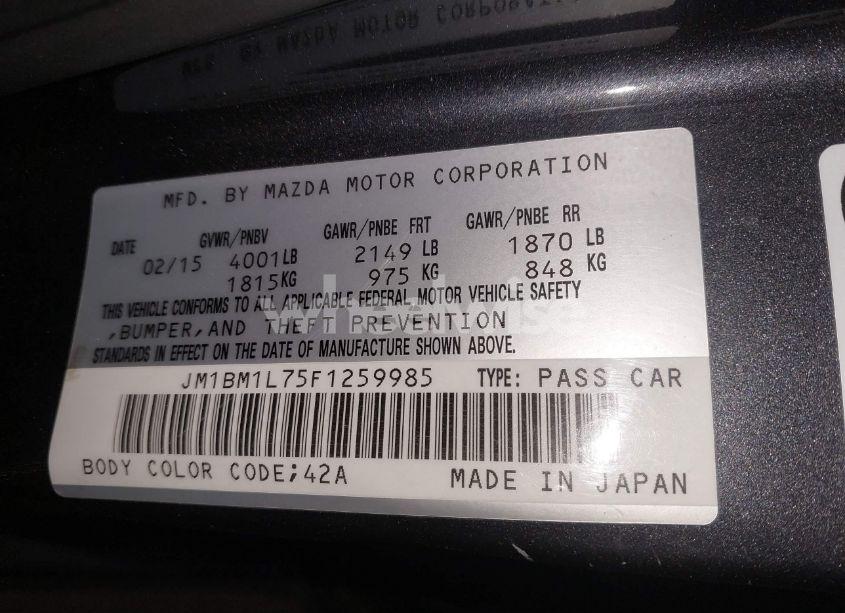 MFD. BY MAZDA MOTOR CORPORATION
DATE GVWR/PNBV GAWR/PNBE FRT GAWR/PNBE RR
02/15 4001LB 2149 LB 1870 LB
1815KG 975 KG 848 KG
THIS VEHICLE CONFORMS TO ALL APPLICABLE FEDERAL MOTOR VEHICLE SAFETY
,BUMPER,AND THEFT PREVENTION
STANDARDS IN EFFECT ON THE DATE OF MANUFACTURE SHOWN ABOVE.
JM1BM1L75F1259985 TYPE: PASS CAR
BODY COLOR CODE;42A MADE IN JAPAN